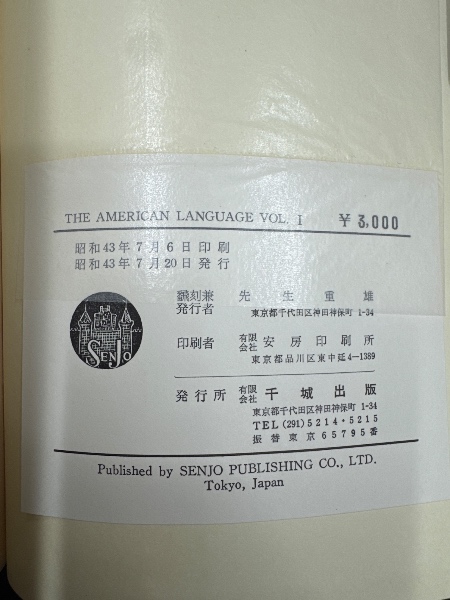 THE AMERICAN LANGUAGE VOL. I ¥ 3,000
昭和43年7月6日印刷
昭和43年7月20日発行
SENJO
飜刻兼発行者 先生重雄
東京都千代田区神田神保町 1-34
印刷者 有限会社 安房印刷所
東京都品川区東中延4-1389
発行所 有限会社 千城出版
東京都千代田区神田神保町 1-34
TEL (291) 5214・5215
振替東京 65795番
Published by SENJO PUBLISHING CO., LTD.
Tokyo, Japan